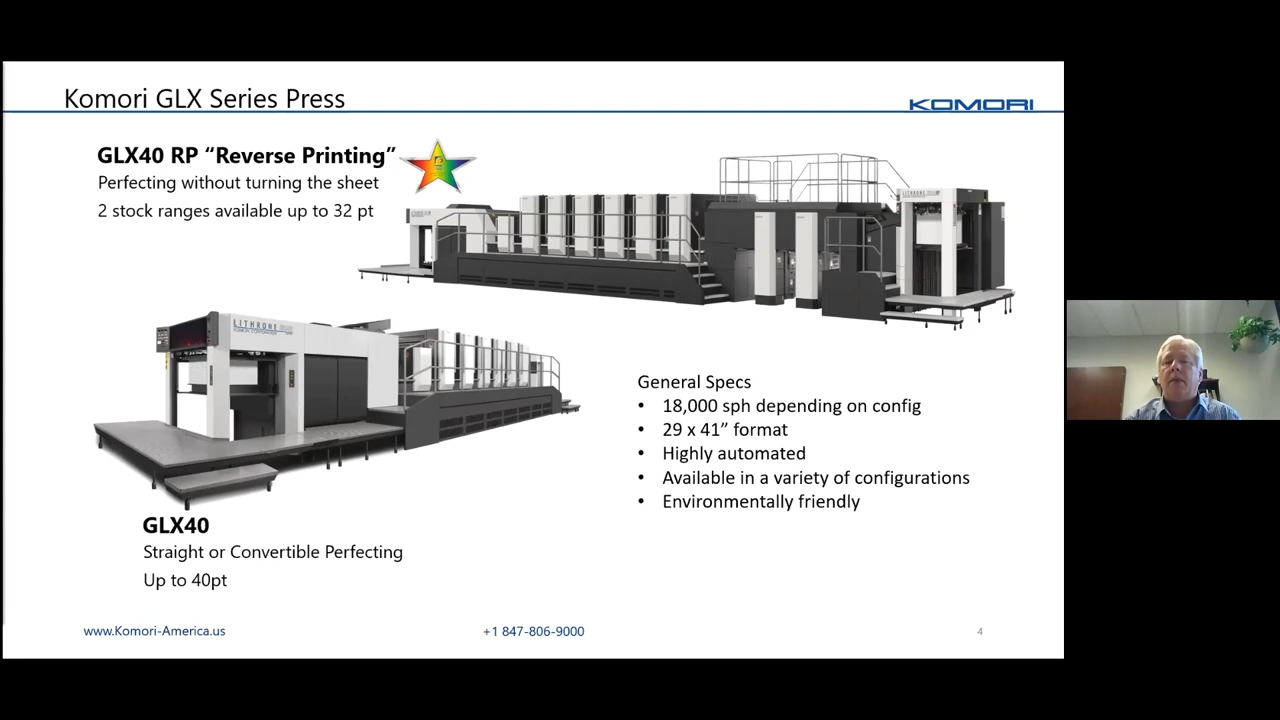 Komori GLX Series Press
KOMORI
GLX40 RP “Reverse Printing”
Perfecting without turning the sheet
2 stock ranges available up to 32 pt
LITHRONE
LITHRONE
General Specs
• 18,000 sph depending on config
• 29 x 41” format
• Highly automated
• Available in a variety of configurations
• Environmentally friendly
GLX40
Straight or Convertible Perfecting
Up to 40pt
www.Komori-America.us
+1 847-806-9000
4